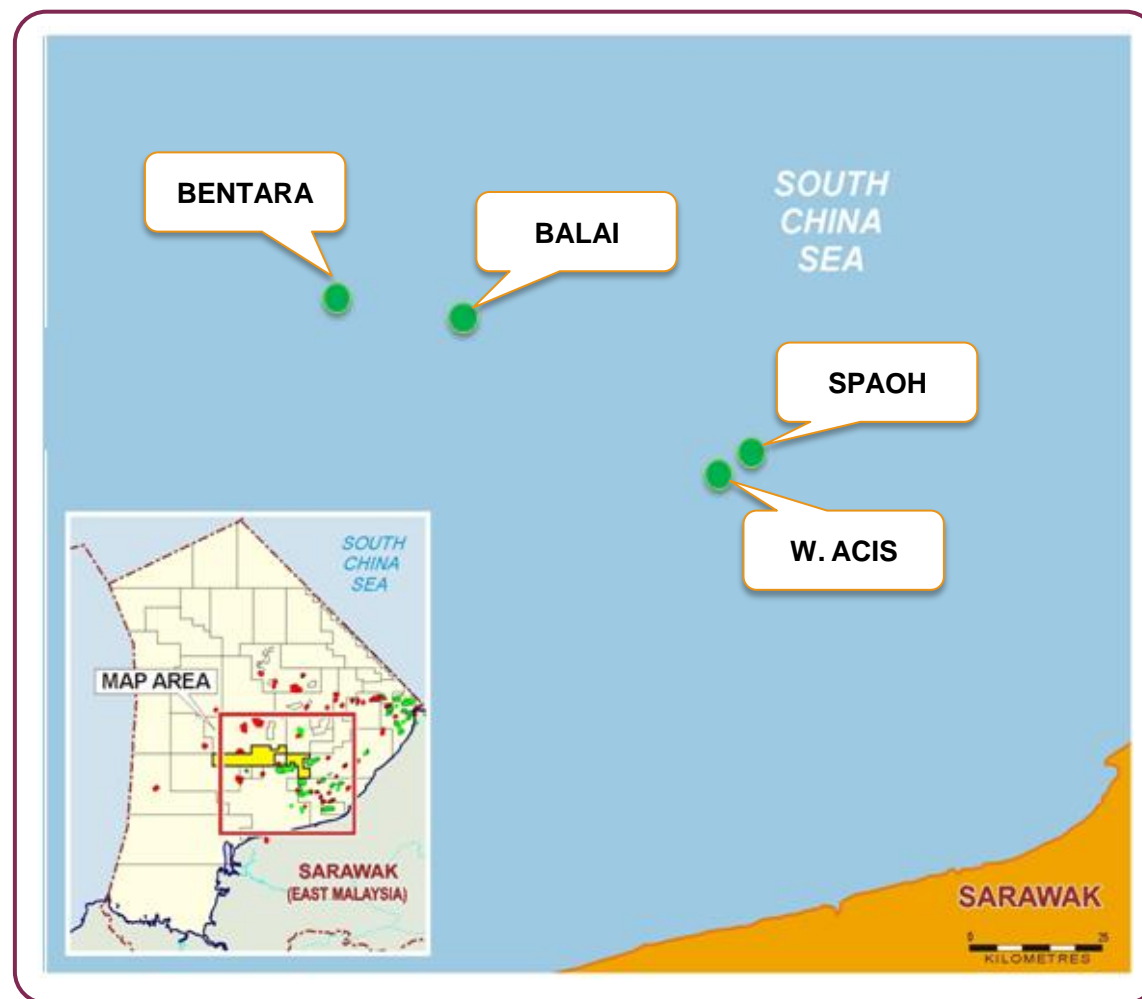 BENTARA
BALAI
SOUTH
CHINA
SEA
SPAOH
W. ACIS
SOUTH
CHINA
SEA
MAP AREA
SARAWAK
(EAST MALAYSIA)
SARAWAK
0 25
KILOMETRES